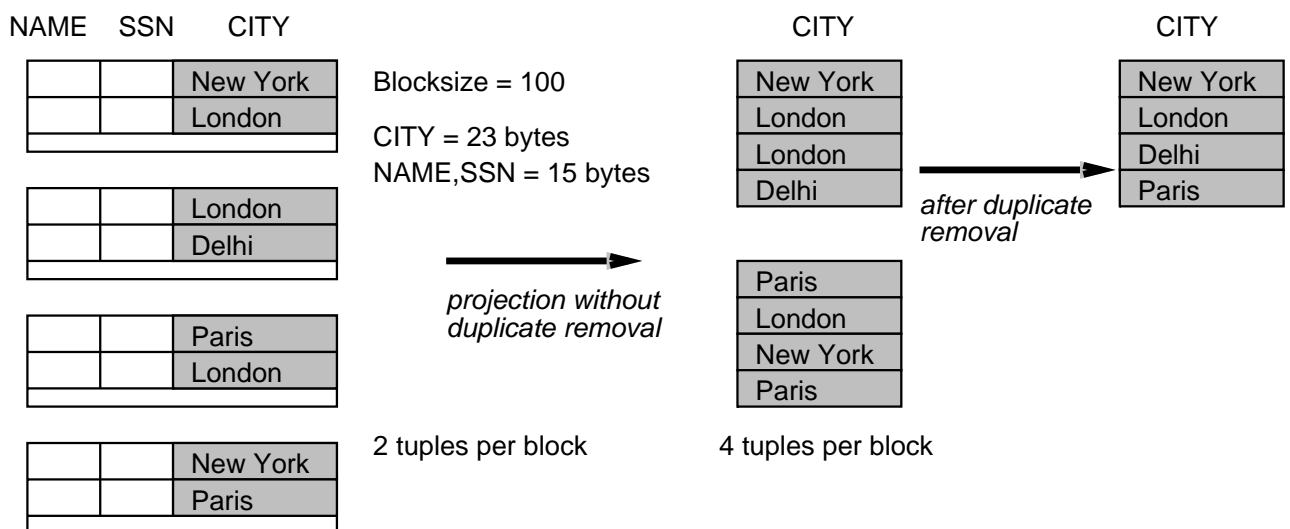 NAME SSN CITY
New York
London
London
Delhi
Paris
London
New York
Paris
Blocksize = 100
CITY = 23 bytes
NAME,SSN = 15 bytes
projection without
duplicate removal
2 tuples per block
CITY
New York
London
London
Delhi
Paris
London
New York
Paris
4 tuples per block
after duplicate
removal
CITY
New York
London
Delhi
Paris